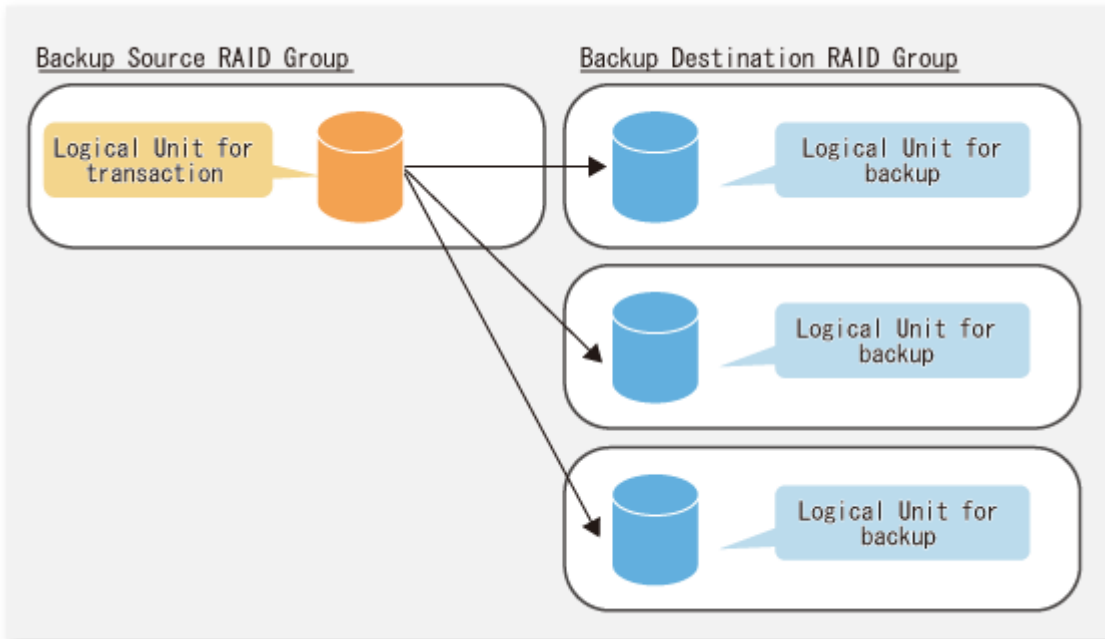 Backup Source RAID Group
Backup Destination RAID Group
Logical Unit for
transaction
Logical Unit for
backup
Logical Unit for
backup
Logical Unit for
backup